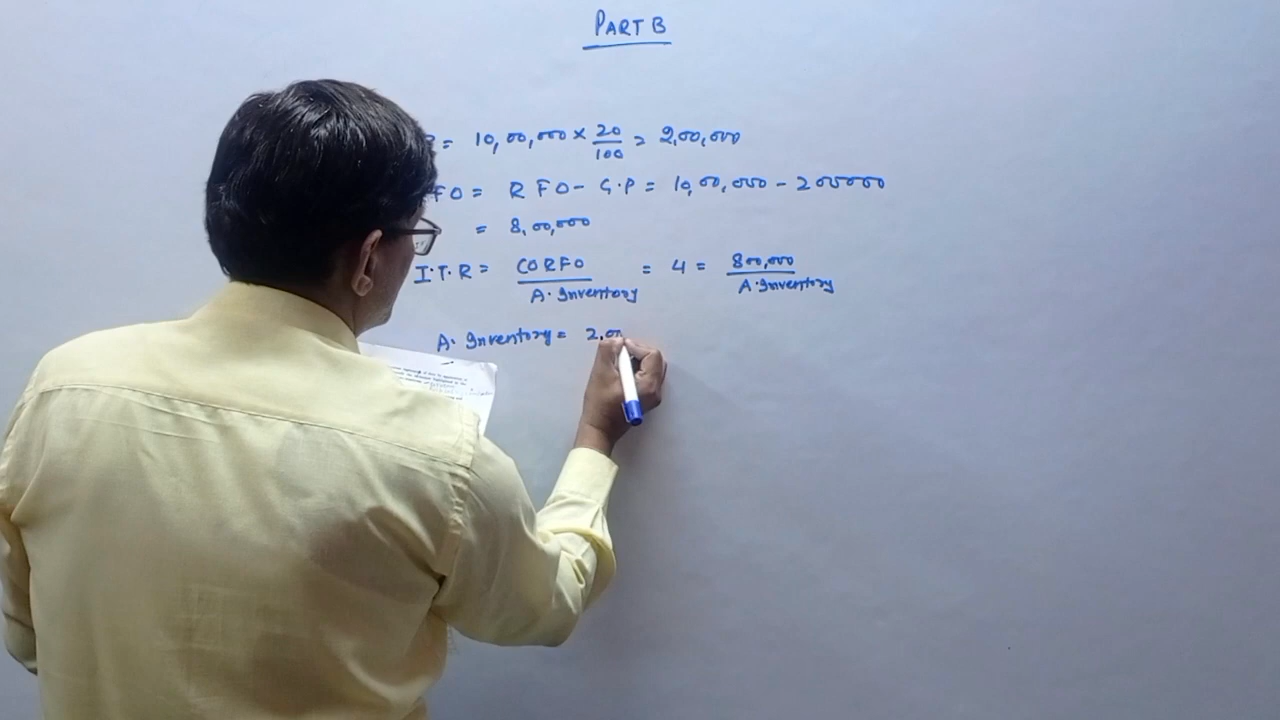 PART B
= 10,00,000 × 20/100 = 2,00,000
FO = RFO - G.P = 10,00,000 - 200000
= 8,00,000
I.T.R = CORFO / A. Inventory = 4 = 800,000 / A. Inventory
A. Inventory = 2,00